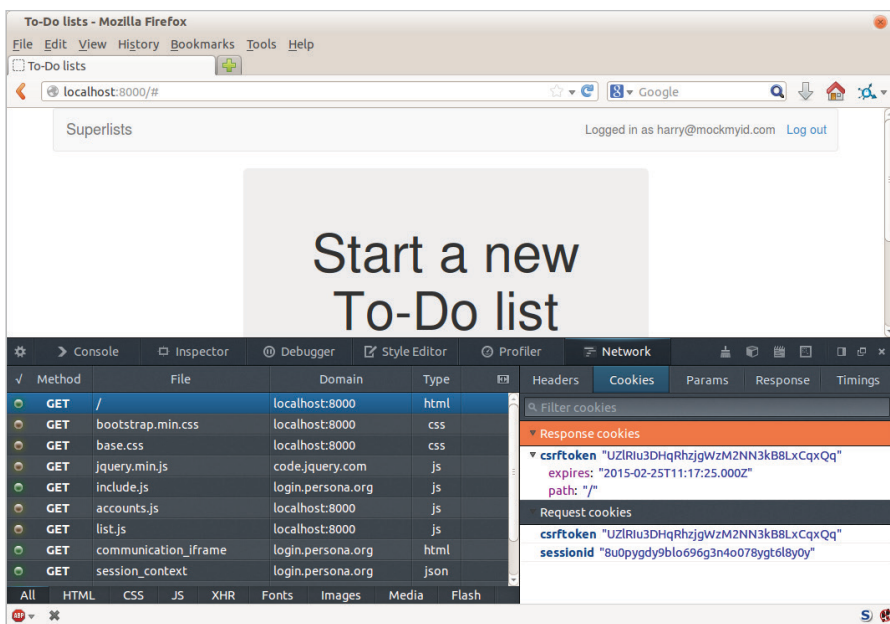 To-Do lists - Mozilla Firefox
File Edit View History Bookmarks Tools Help
To-Do lists
localhost:8000/# Google
Superlists Logged in as harry@mockmyid.com Log out
Start a new
To-Do list
Console Inspector Debugger Style Editor Profiler Network
√ Method File Domain Type Headers Cookies Params Response Timings
GET / localhost:8000 html Filter cookies
GET bootstrap.min.css localhost:8000 css Response cookies
GET base.css localhost:8000 css csrftoken "UZlRIu3DHqRhzjgWzM2NN3kB8LxCqxQq"
GET jquery.min.js code.jquery.com js expires: "2015-02-25T11:17:25.000Z"
GET include.js login.persona.org js path: "/"
GET accounts.js localhost:8000 js Request cookies
GET list.js localhost:8000 js csrftoken "UZlRIu3DHqRhzjgWzM2NN3kB8LxCqxQq"
GET communication_iframe login.persona.org html sessionid "8u0pygdy9blo696g3n4o078ygt6l8y0y"
GET session_context login.persona.org json
All HTML CSS JS XHR Fonts Images Media Flash
ABP S